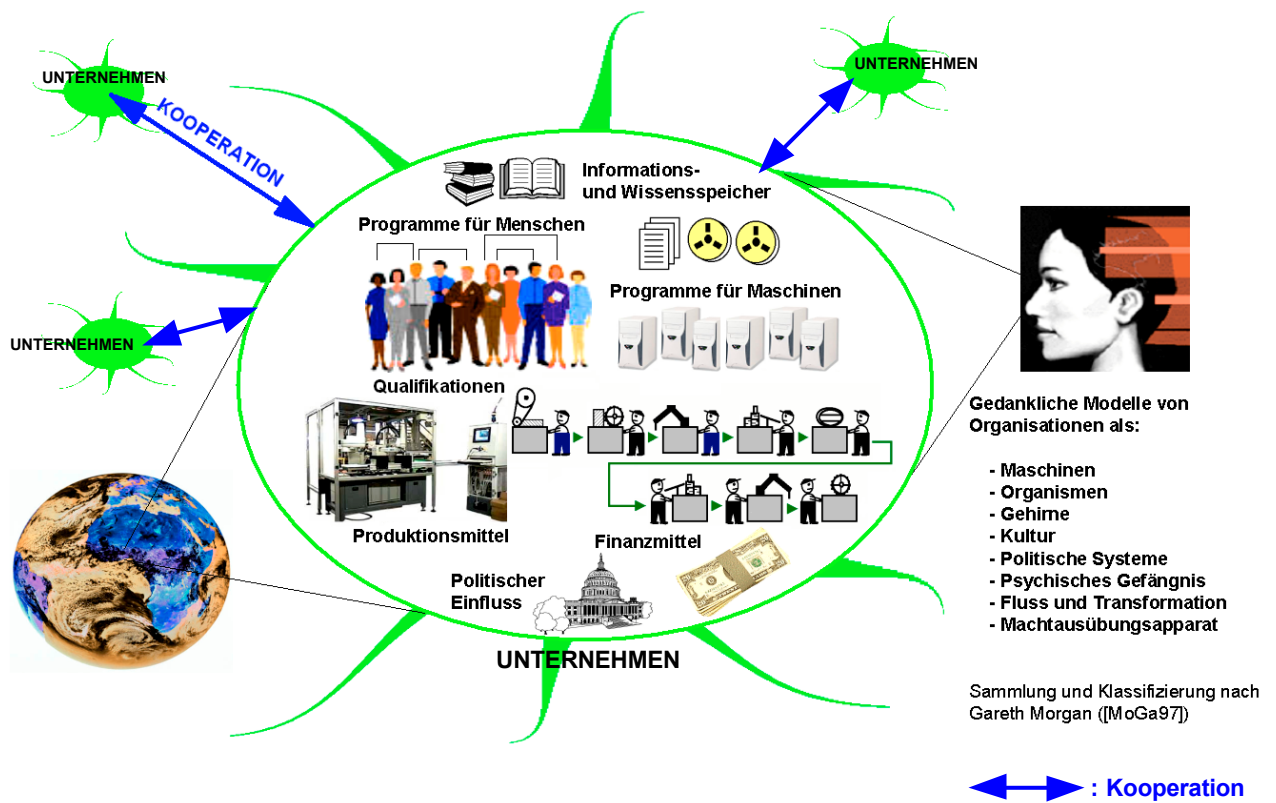 UNTERNEHMEN
UNTERNEHMEN
KOOPERATION
Informations-
und Wissensspeicher
Programme für Menschen
Programme für Maschinen
UNTERNEHMEN
Qualifikationen
Produktionsmittel
Finanzmittel
Politischer
Einfluss
UNTERNEHMEN
Gedankliche Modelle von
Organisationen als:
- Maschinen
- Organismen
- Gehirne
- Kultur
- Politische Systeme
- Psychisches Gefängnis
- Fluss und Transformation
- Machtausübungsapparat
Sammlung und Klassifizierung nach
Gareth Morgan ([MoGa97])
: Kooperation